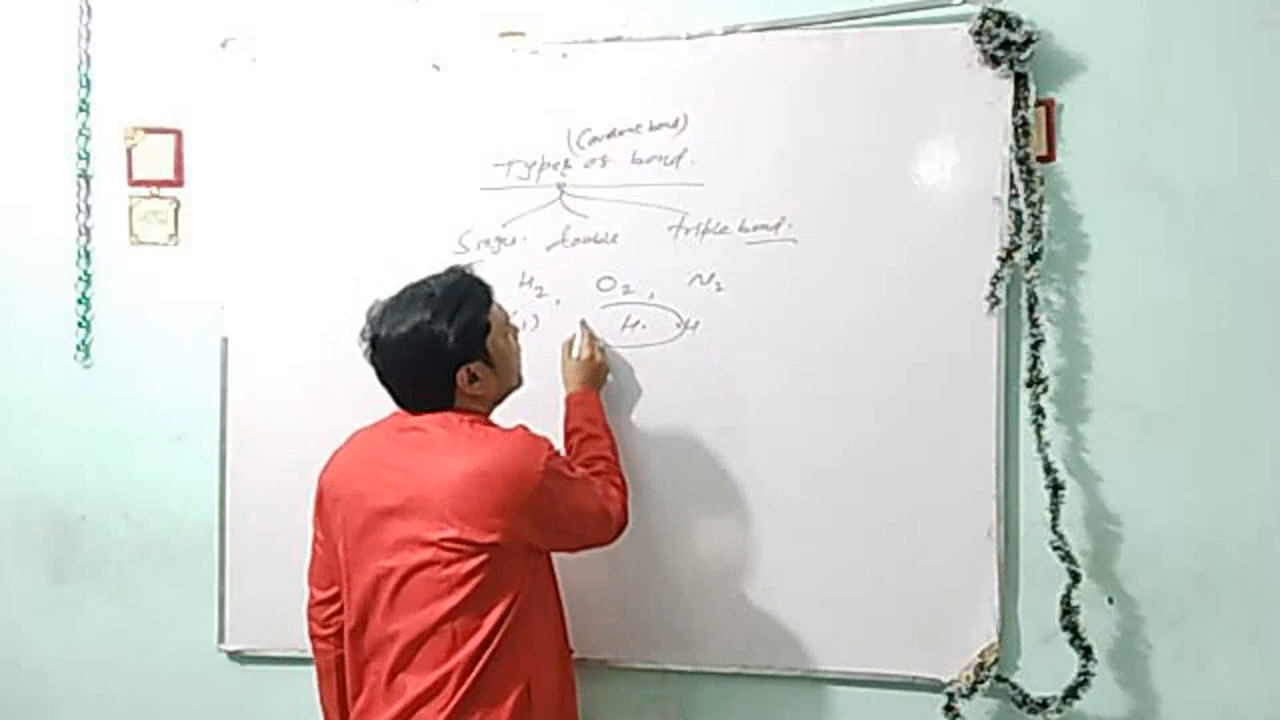 (Covalent bond)
Types of bond.
Single. double triple bond.
H2, O2, N2
H. .H